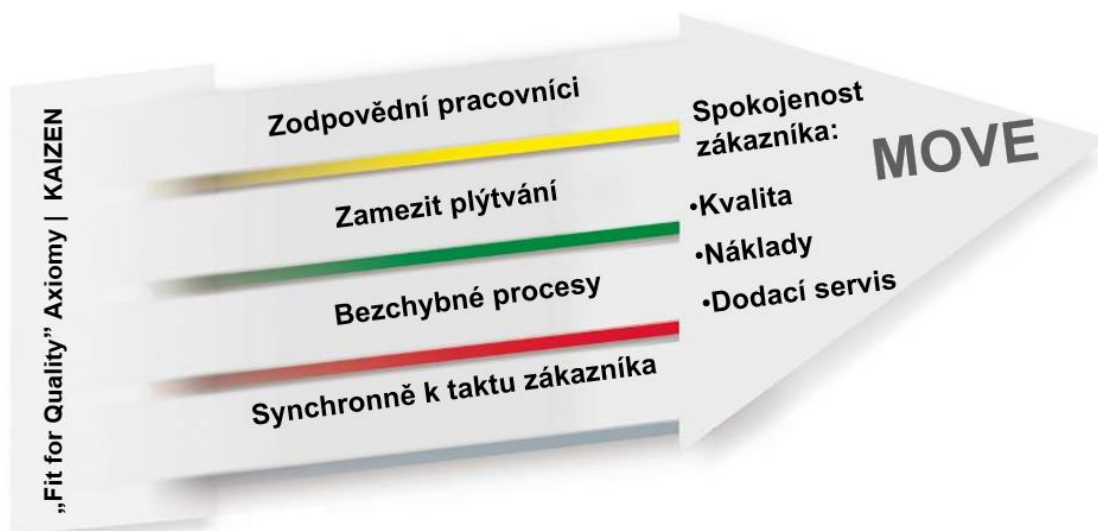 „Fit for Quality” Axiomy | KAIZEN
Zodpovědní pracovníci
Zamezit plýtvání
Bezchybné procesy
Synchronně k taktu zákazníka
Spokojenost
zákazníka:
•Kvalita
•Náklady
•Dodací servis
MOVE